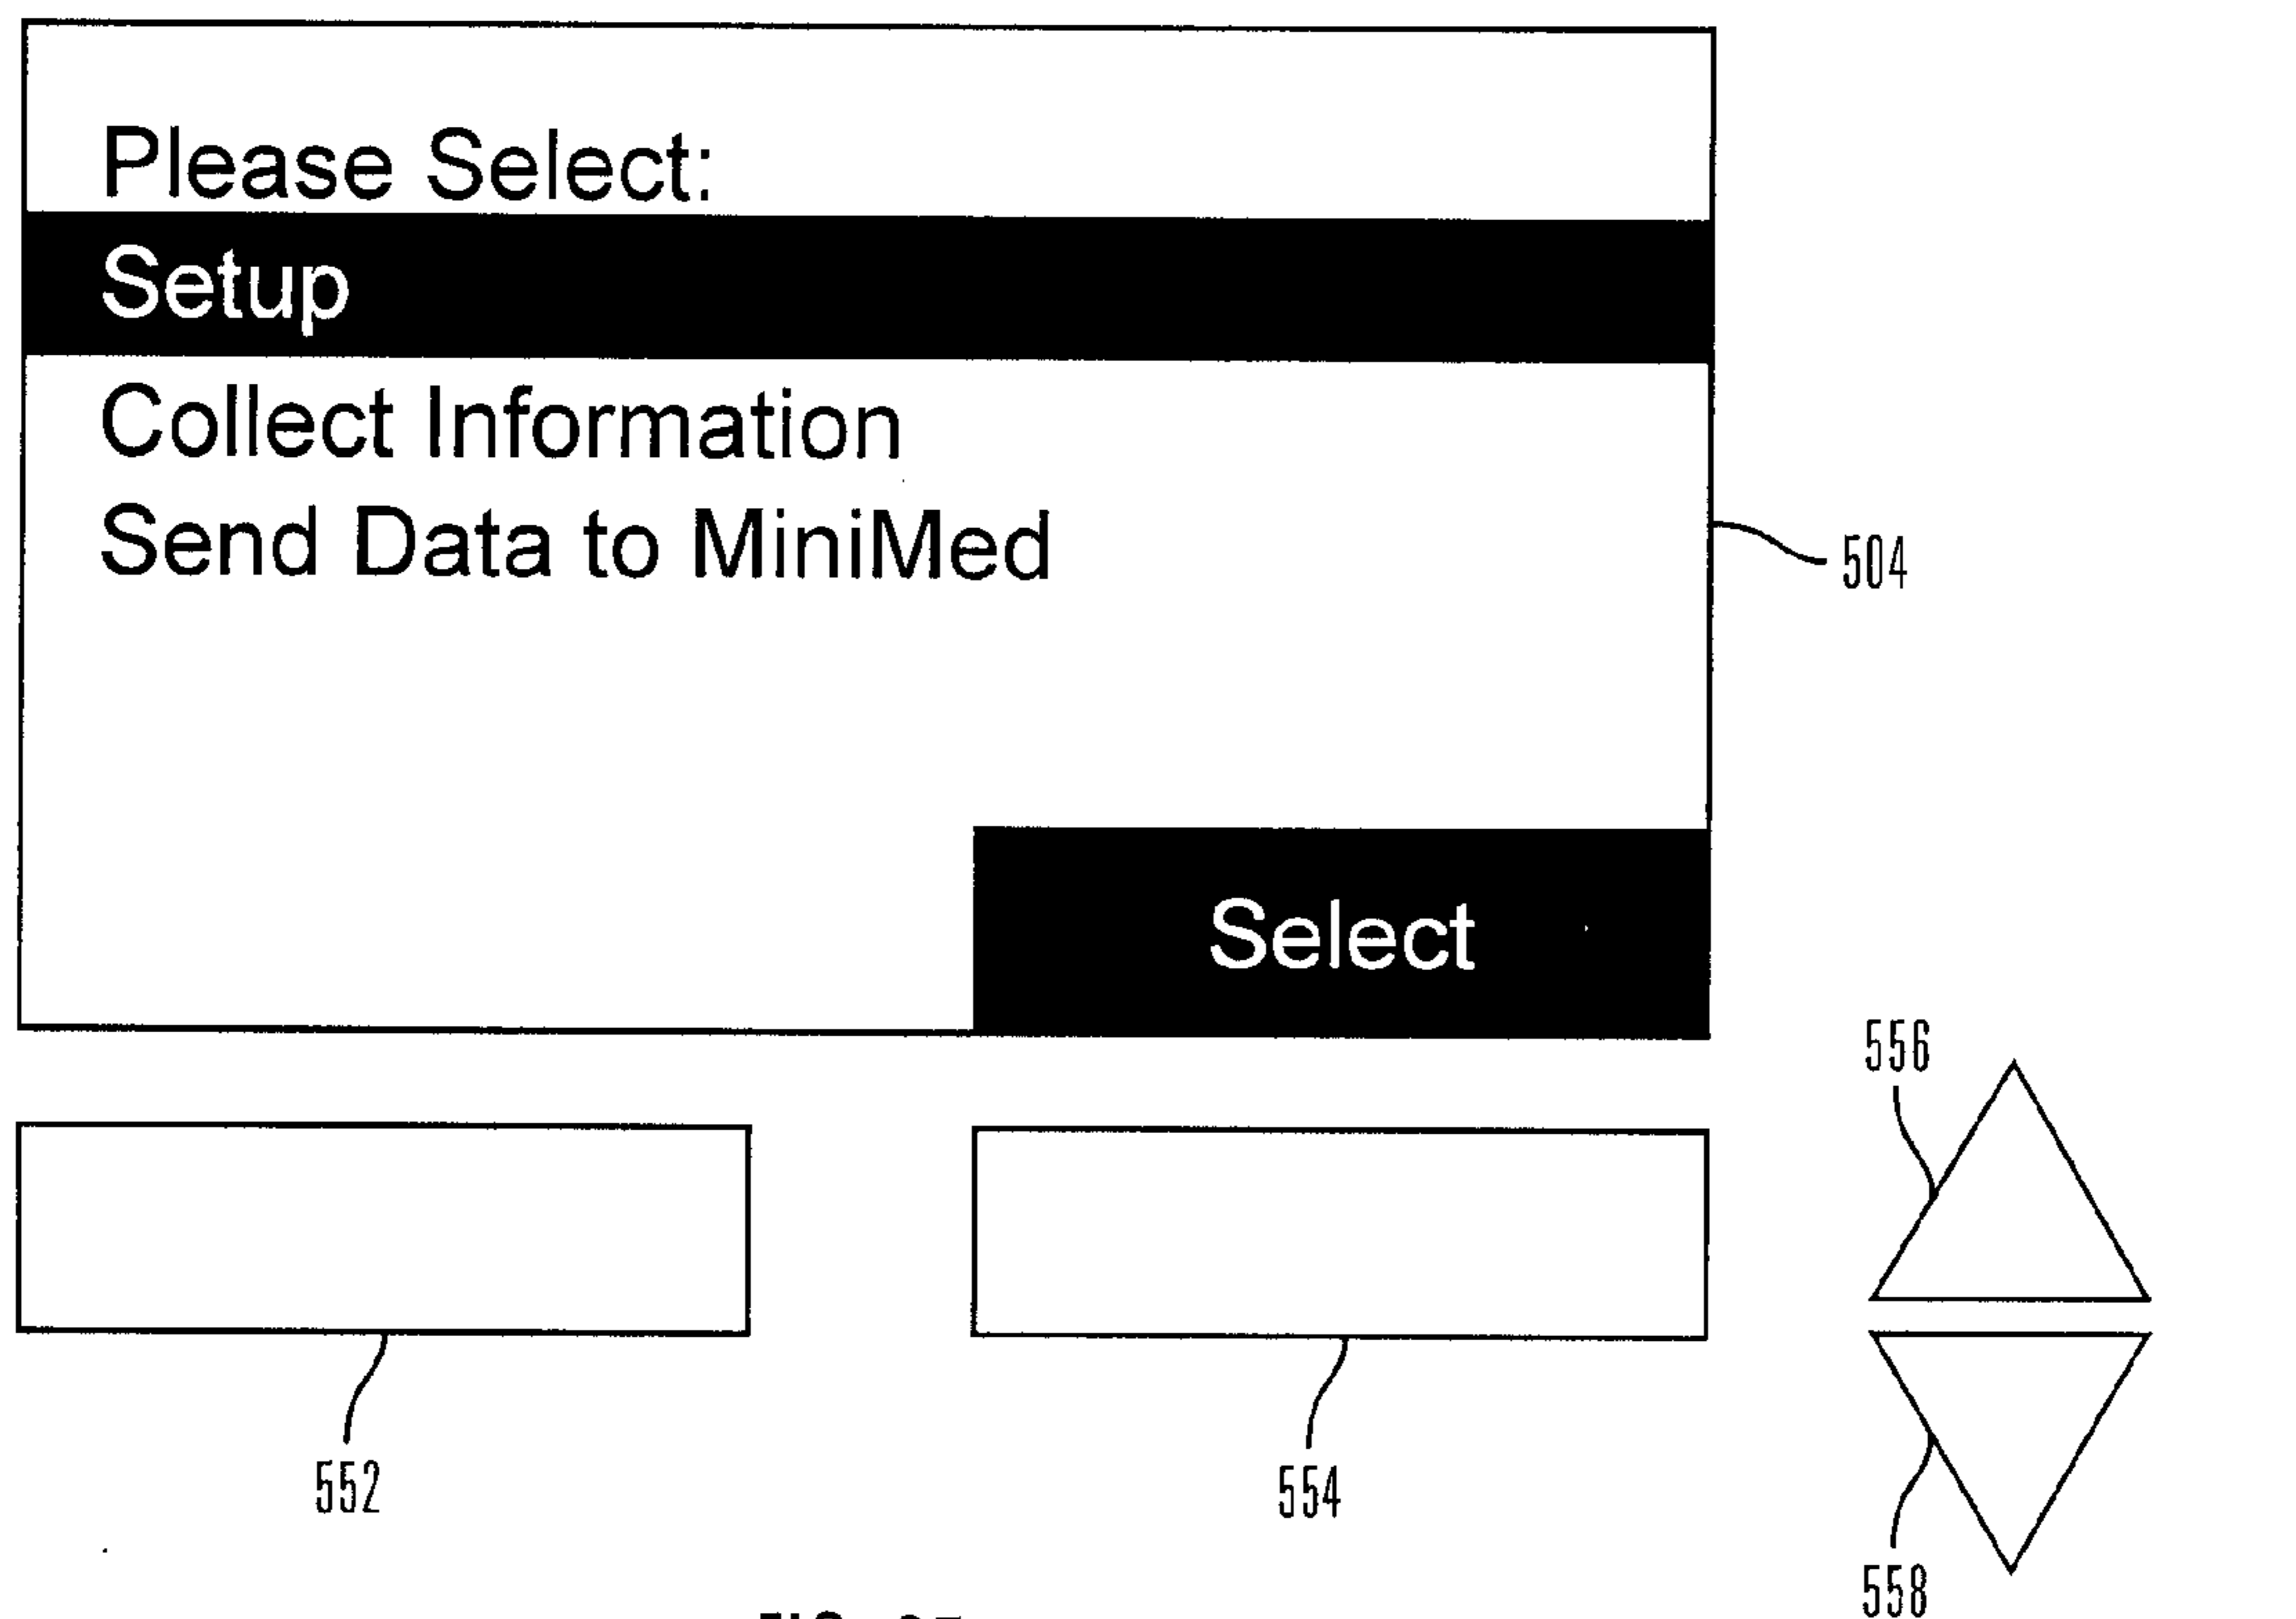 Please Select:
Setup
Collect Information
Send Data to MiniMed
504
Select
556
552
554
558